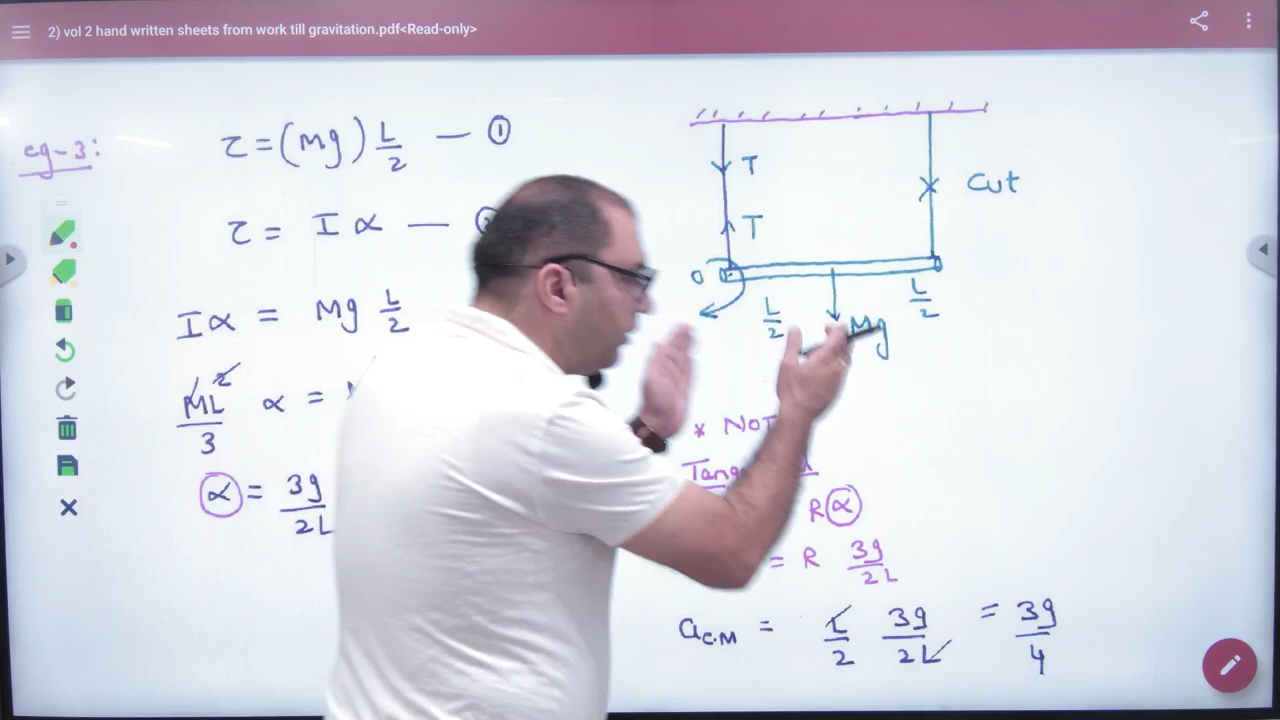 2) vol 2 hand written sheets from work till gravitation.pdf<Read-only>
eg-3:
τ = (Mg) L/2 — ①
τ = I α —
Iα = Mg L/2
ML²/3 α =
α = 3g/2L
T
T
Cut
O
L/2
Mg
L/2
* NOT
Tang
R α
= R 3g/2L
a_C.M = L/2 3g/2L = 3g/4